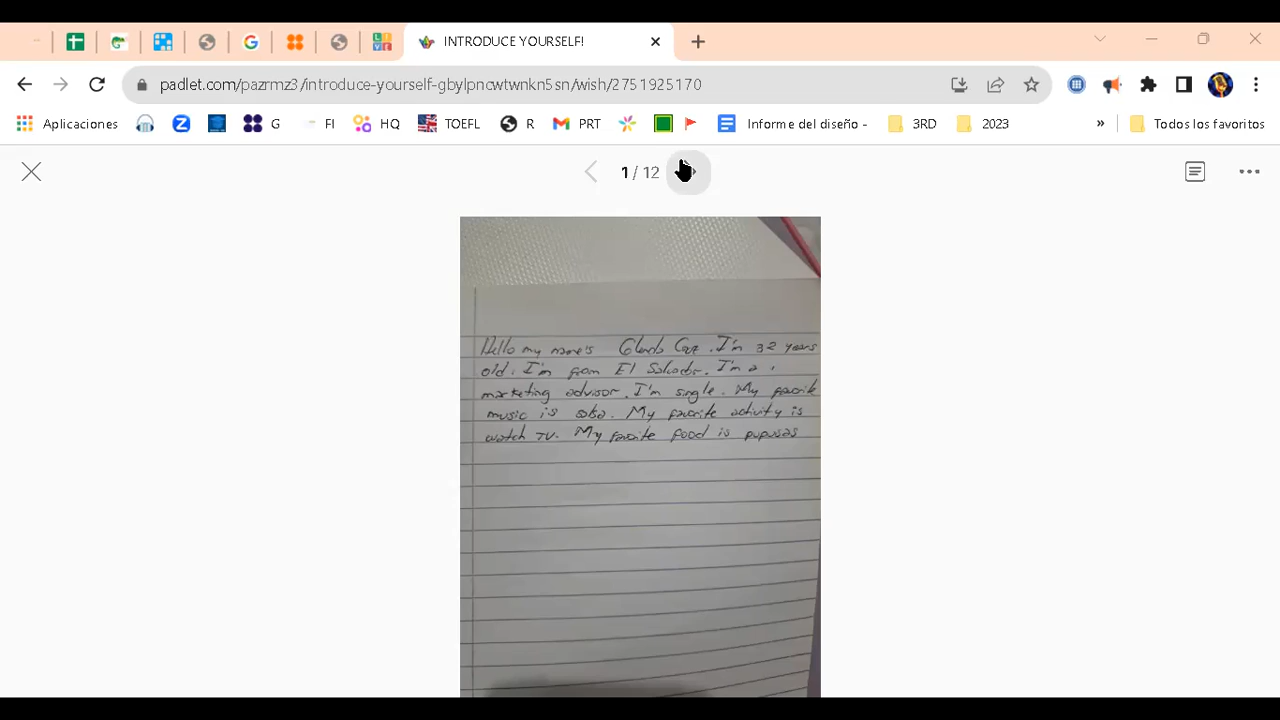 INTRODUCE YOURSELF!
padlet.com/pazrmz3/introduce-yourself-gbylpncwtwnkn5sn/wish/2751925170
Aplicaciones G FI HQ TOEFL R PRT Informe del diseño - 3RD 2023 » Todos los favoritos
1 / 12
Hello my name's . I'm 32 years
old. I'm from El Salvador. I'm a
marketing advisor. I'm single. My favorite
music is salsa. My favorite activity is
watch TV. My favorite food is pupusas